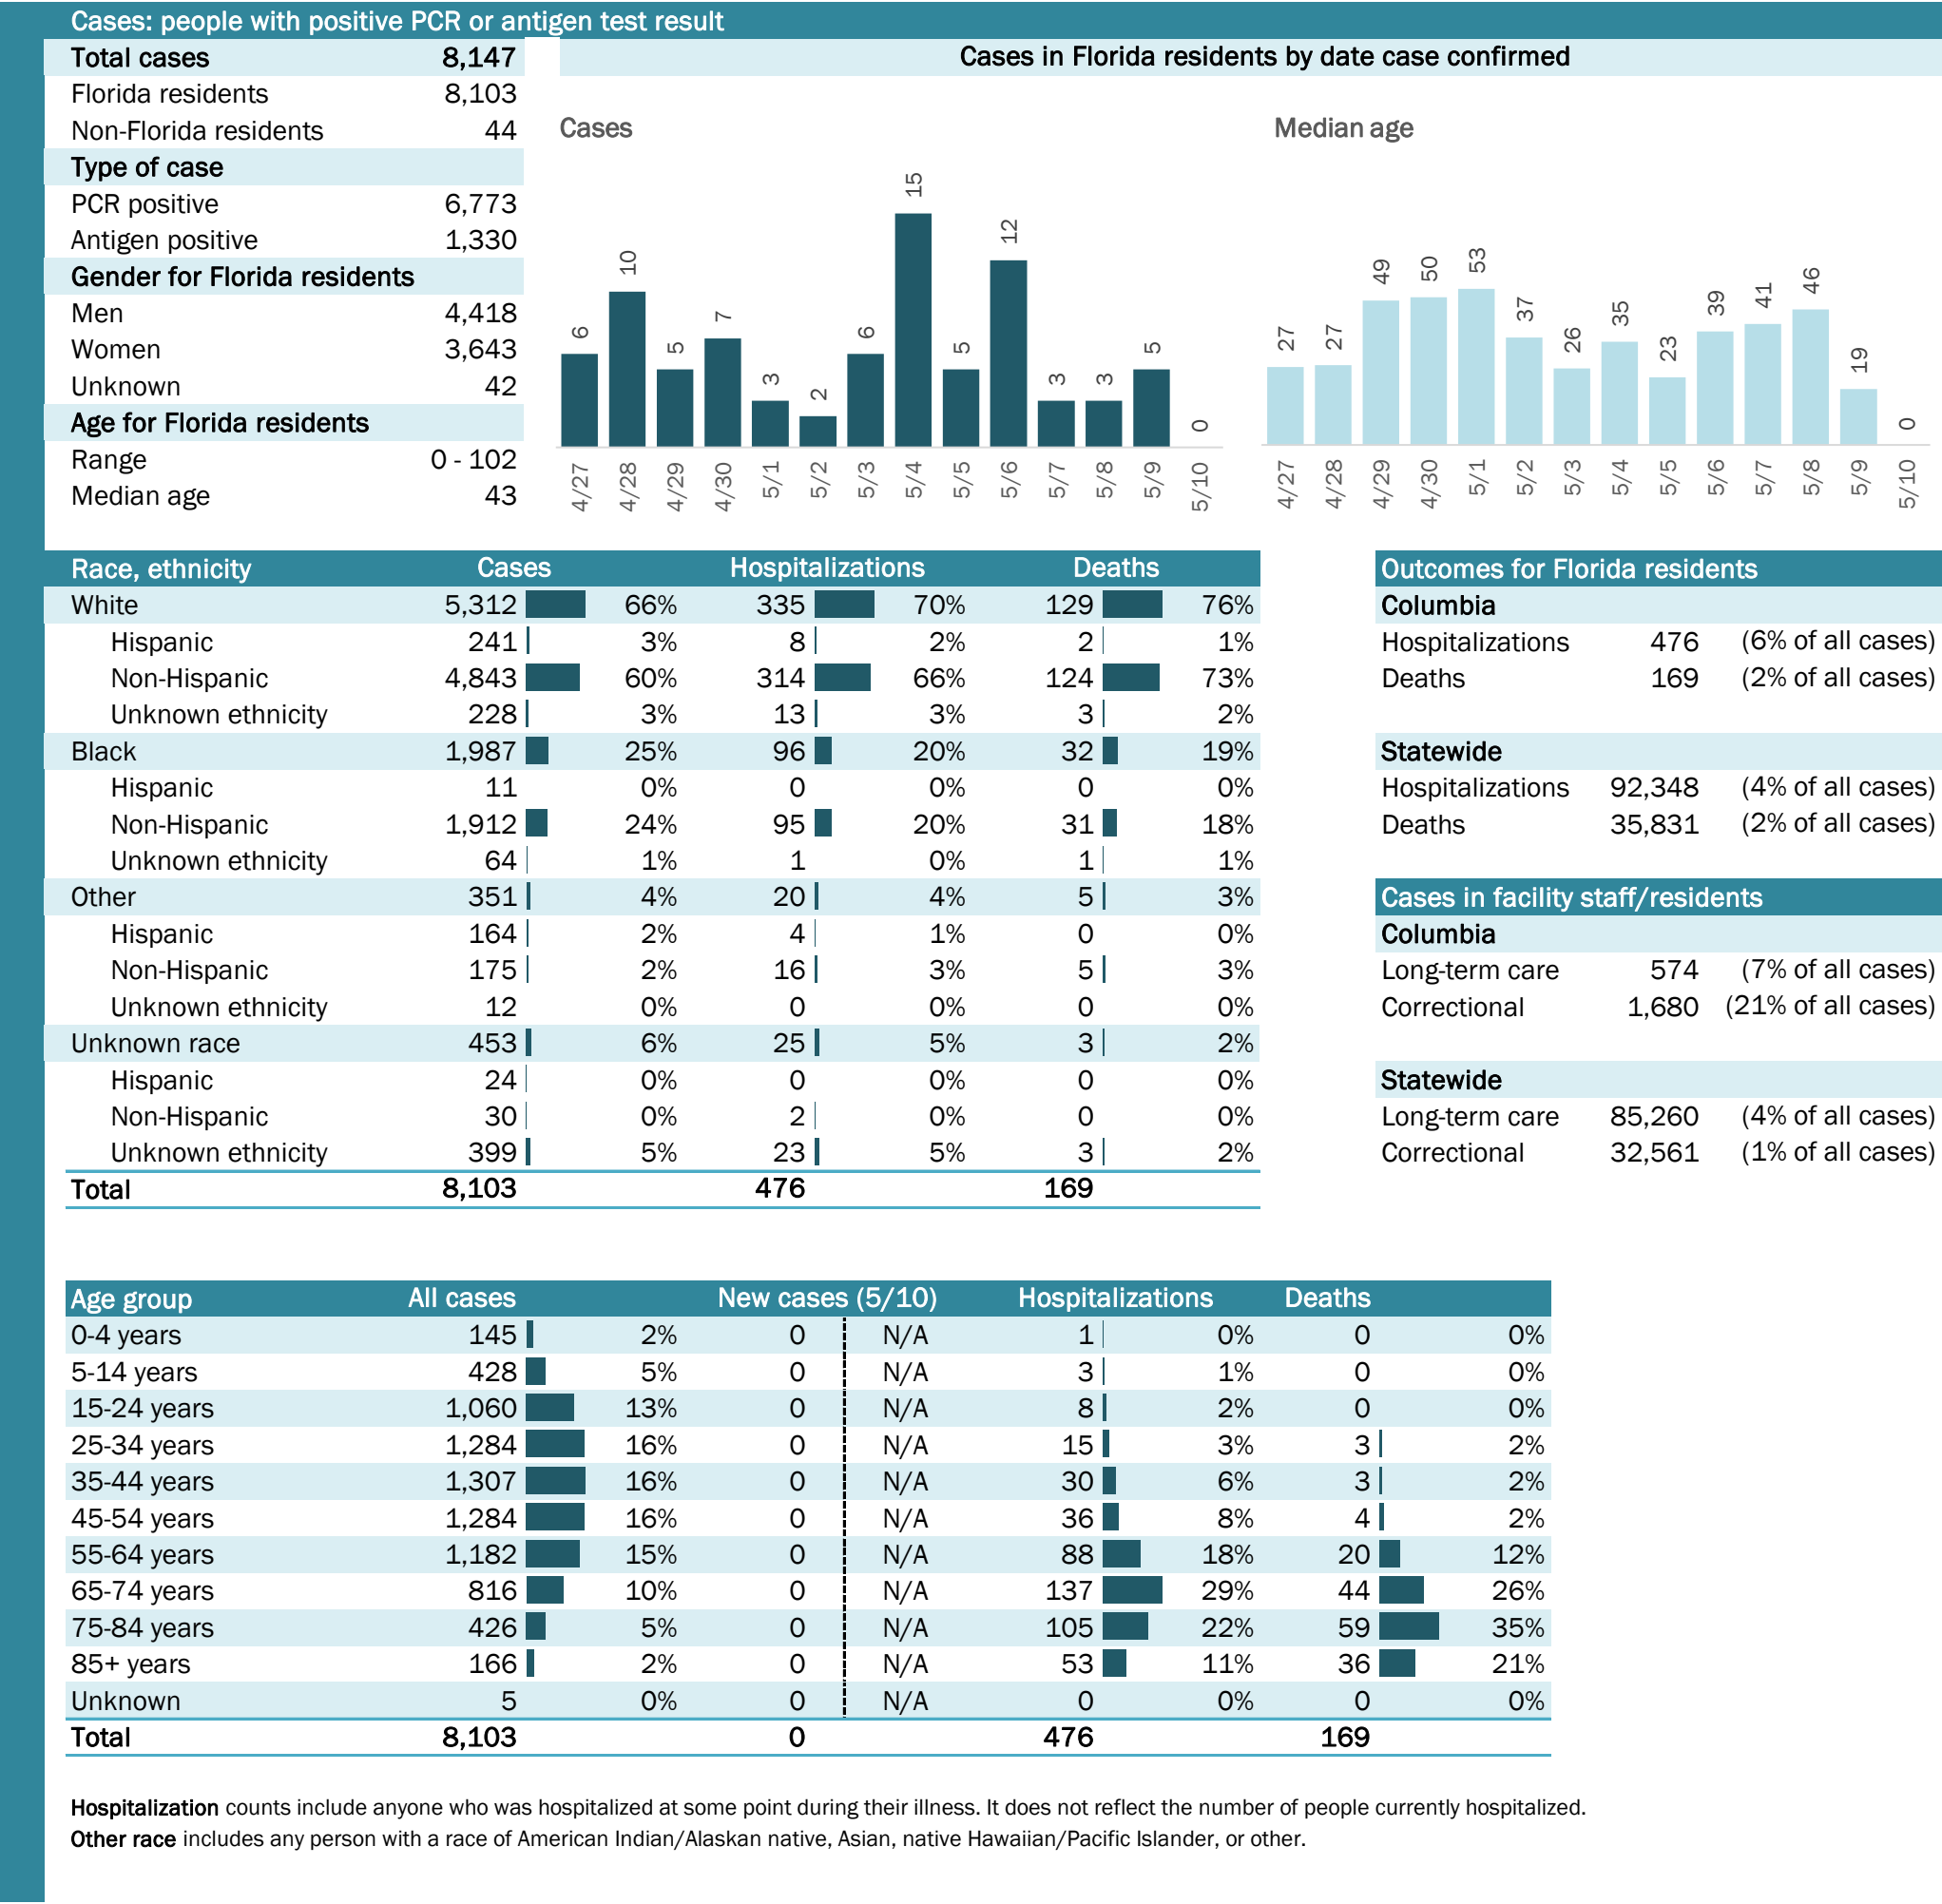 Cases: people with positive PCR or antigen test result
Total cases 8,147
Florida residents 8,103
Non-Florida residents 44
Type of case
PCR positive 6,773
Antigen positive 1,330
Gender for Florida residents
Men 4,418
Women 3,643
Unknown 42
Age for Florida residents
Range 0 - 102
Median age 43
Cases in Florida residents by date case confirmed
Cases
6 10 5 7 3 2 6 15 5 12 3 3 5 0
4/27 4/28 4/29 4/30 5/1 5/2 5/3 5/4 5/5 5/6 5/7 5/8 5/9 5/10
Median age
27 27 49 50 53 37 26 35 23 39 41 46 19 0
4/27 4/28 4/29 4/30 5/1 5/2 5/3 5/4 5/5 5/6 5/7 5/8 5/9 5/10
Race, ethnicity Cases Hospitalizations Deaths
White 5,312 66% 335 70% 129 76%
Hispanic 241 3% 8 2% 2 1%
Non-Hispanic 4,843 60% 314 66% 124 73%
Unknown ethnicity 228 3% 13 3% 3 2%
Black 1,987 25% 96 20% 32 19%
Hispanic 11 0% 0 0% 0 0%
Non-Hispanic 1,912 24% 95 20% 31 18%
Unknown ethnicity 64 1% 1 0% 1 1%
Other 351 4% 20 4% 5 3%
Hispanic 164 2% 4 1% 0 0%
Non-Hispanic 175 2% 16 3% 5 3%
Unknown ethnicity 12 0% 0 0% 0 0%
Unknown race 453 6% 25 5% 3 2%
Hispanic 24 0% 0 0% 0 0%
Non-Hispanic 30 0% 2 0% 0 0%
Unknown ethnicity 399 5% 23 5% 3 2%
Total 8,103 476 169
Outcomes for Florida residents
Columbia
Hospitalizations 476 (6% of all cases)
Deaths 169 (2% of all cases)
Statewide
Hospitalizations 92,348 (4% of all cases)
Deaths 35,831 (2% of all cases)
Cases in facility staff/residents
Columbia
Long-term care 574 (7% of all cases)
Correctional 1,680 (21% of all cases)
Statewide
Long-term care 85,260 (4% of all cases)
Correctional 32,561 (1% of all cases)
Age group All cases New cases (5/10) Hospitalizations Deaths
0-4 years 145 2% 0 N/A 1 0% 0 0%
5-14 years 428 5% 0 N/A 3 1% 0 0%
15-24 years 1,060 13% 0 N/A 8 2% 0 0%
25-34 years 1,284 16% 0 N/A 15 3% 3 2%
35-44 years 1,307 16% 0 N/A 30 6% 3 2%
45-54 years 1,284 16% 0 N/A 36 8% 4 2%
55-64 years 1,182 15% 0 N/A 88 18% 20 12%
65-74 years 816 10% 0 N/A 137 29% 44 26%
75-84 years 426 5% 0 N/A 105 22% 59 35%
85+ years 166 2% 0 N/A 53 11% 36 21%
Unknown 5 0% 0 N/A 0 0% 0 0%
Total 8,103 0 476 169
Hospitalization counts include anyone who was hospitalized at some point during their illness. It does not reflect the number of people currently hospitalized.
Other race includes any person with a race of American Indian/Alaskan native, Asian, native Hawaiian/Pacific Islander, or other.